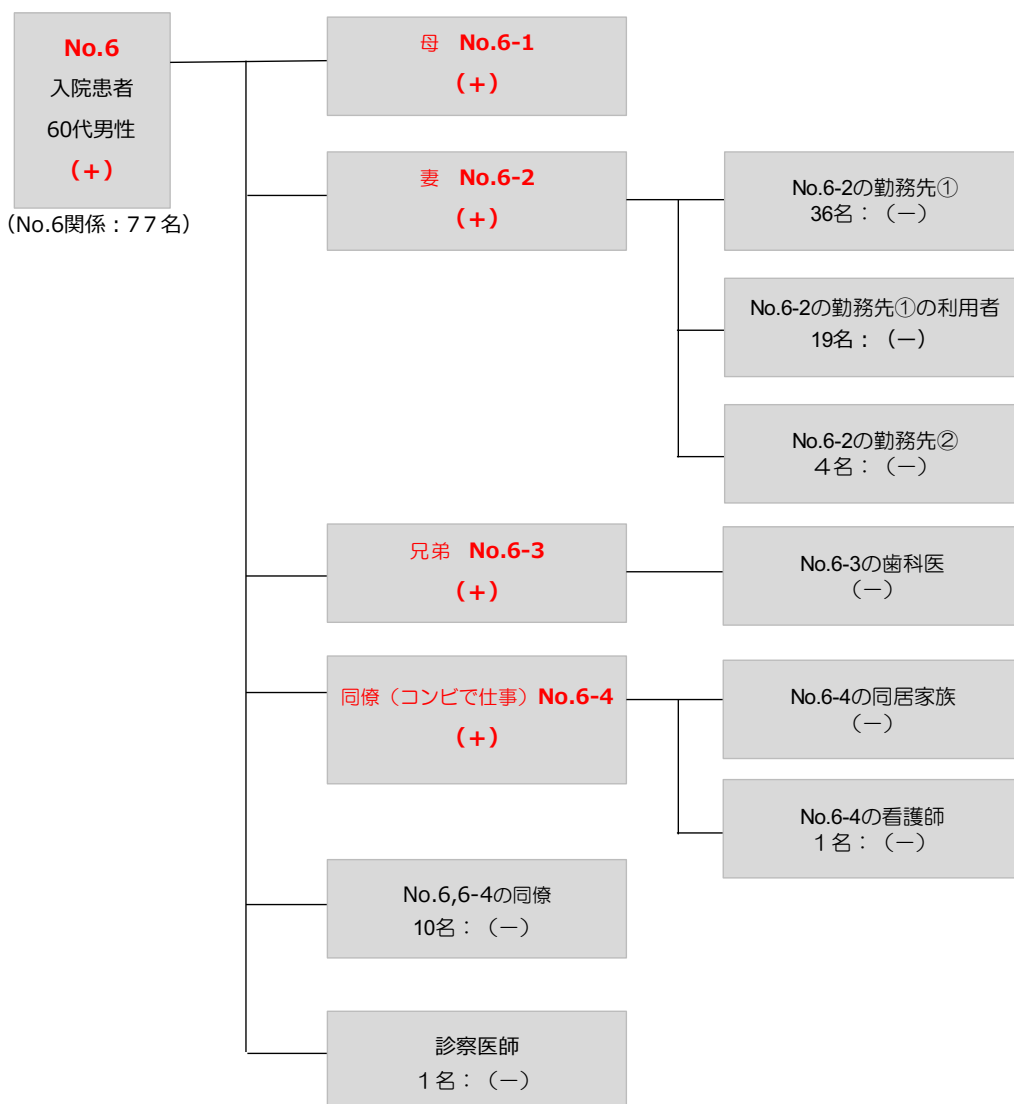 No.6
入院患者
60代男性
（+）
（No.6関係：７７名）
母　No.6-1
（+）
妻　No.6-2
（+）
No.6-2の勤務先①
36名：（－）
No.6-2の勤務先①の利用者
19名：（－）
No.6-2の勤務先②
４名：（－）
兄弟　No.6-3
（+）
No.6-3の歯科医
（－）
同僚（コンビで仕事）No.6-4
（+）
No.6-4の同居家族
（－）
No.6-4の看護師
１名：（－）
No.6,6-4の同僚
10名：（－）
診察医師
１名：（－）